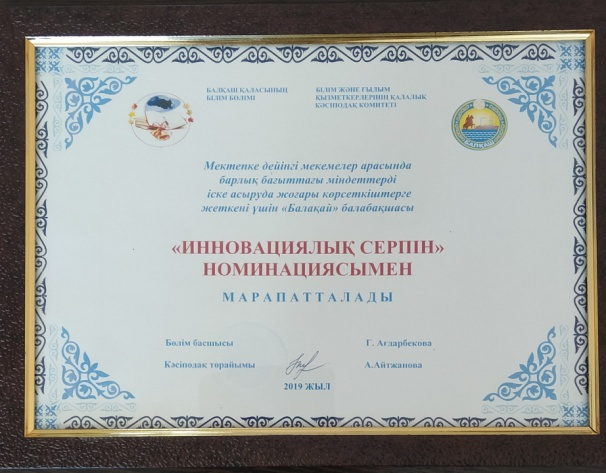 БАЛҚАШ ҚАЛАСЫНЫҢ
БІЛІМ БӨЛІМІ
БІЛІМ ЖӘНЕ ҒЫЛЫМ
ҚЫЗМЕТКЕРЛЕРІНІҢ ҚАЛАЛЫҚ
КӘСІПОДАҚ КОМИТЕТІ
БАЛҚАШ
Мектепке дейінгі мекемелер арасында
барлық бағыттағы міндеттерді
іске асыруда жоғары көрсеткіштерге
жеткені үшін «Балақай» балабақшасы
«ИННОВАЦИЯЛЫҚ СЕРПІН»
НОМИНАЦИЯСЫМЕН
МАРАПАТТАЛАДЫ
Бөлім басшысы Г. Агдарбекова
Кәсіподақ төрайымы А.Айтжанова
2019 ЖЫЛ